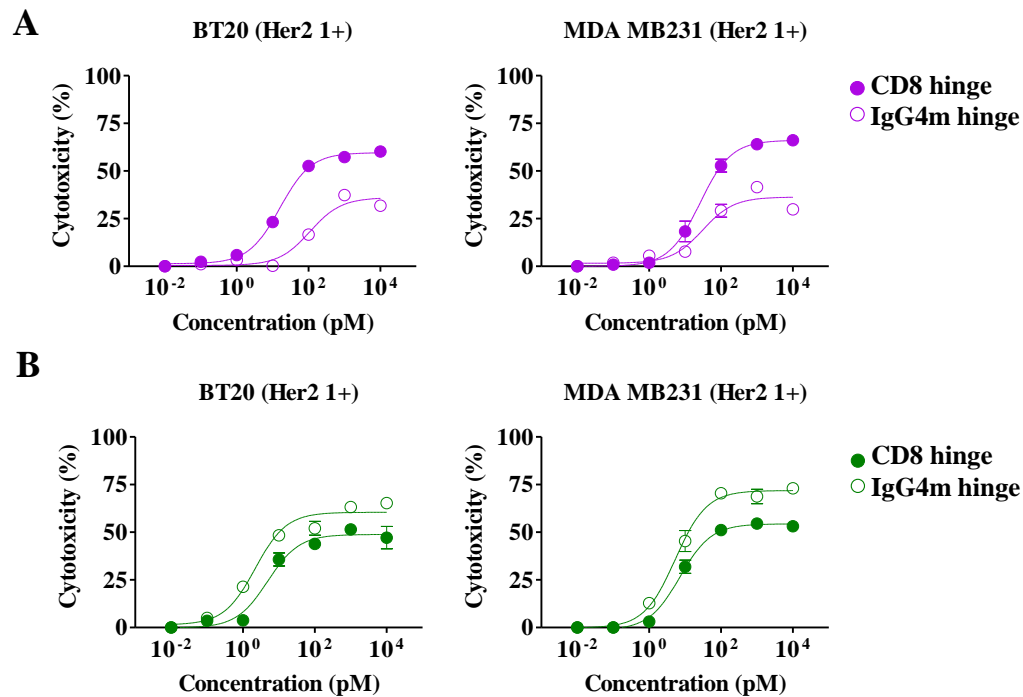 A
BT20 (Her2 1+)
MDA MB231 (Her2 1+)
Cytotoxicity (%)
100
75
50
25
0
10⁻²
10⁰
10²
10⁴
Concentration (pM)
Cytotoxicity (%)
100
75
50
25
0
10⁻²
10⁰
10²
10⁴
Concentration (pM)
CD8 hinge
IgG4m hinge
B
BT20 (Her2 1+)
MDA MB231 (Her2 1+)
Cytotoxicity (%)
100
75
50
25
0
10⁻²
10⁰
10²
10⁴
Concentration (pM)
Cytotoxicity (%)
100
75
50
25
0
10⁻²
10⁰
10²
10⁴
Concentration (pM)
CD8 hinge
IgG4m hinge